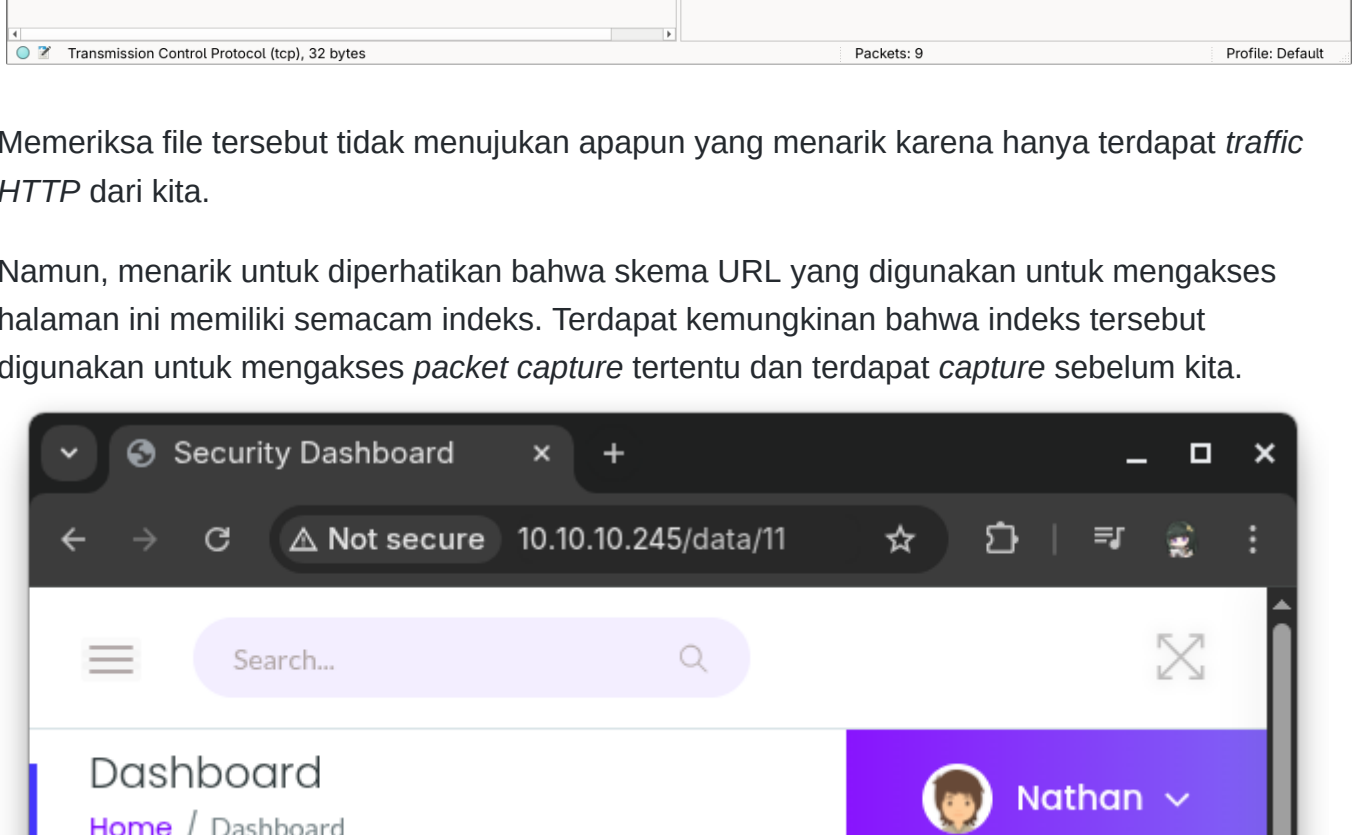 Transmission Control Protocol (tcp), 32 bytes Packets: 9 Profile: Default
Memeriksa file tersebut tidak menujukan apapun yang menarik karena hanya terdapat traffic
HTTP dari kita.
Namun, menarik untuk diperhatikan bahwa skema URL yang digunakan untuk mengakses
halaman ini memiliki semacam indeks. Terdapat kemungkinan bahwa indeks tersebut
digunakan untuk mengakses packet capture tertentu dan terdapat capture sebelum kita.
Security Dashboard
Not secure 10.10.10.245/data/11
Search...
Dashboard
Nathan
Home / Dashboard